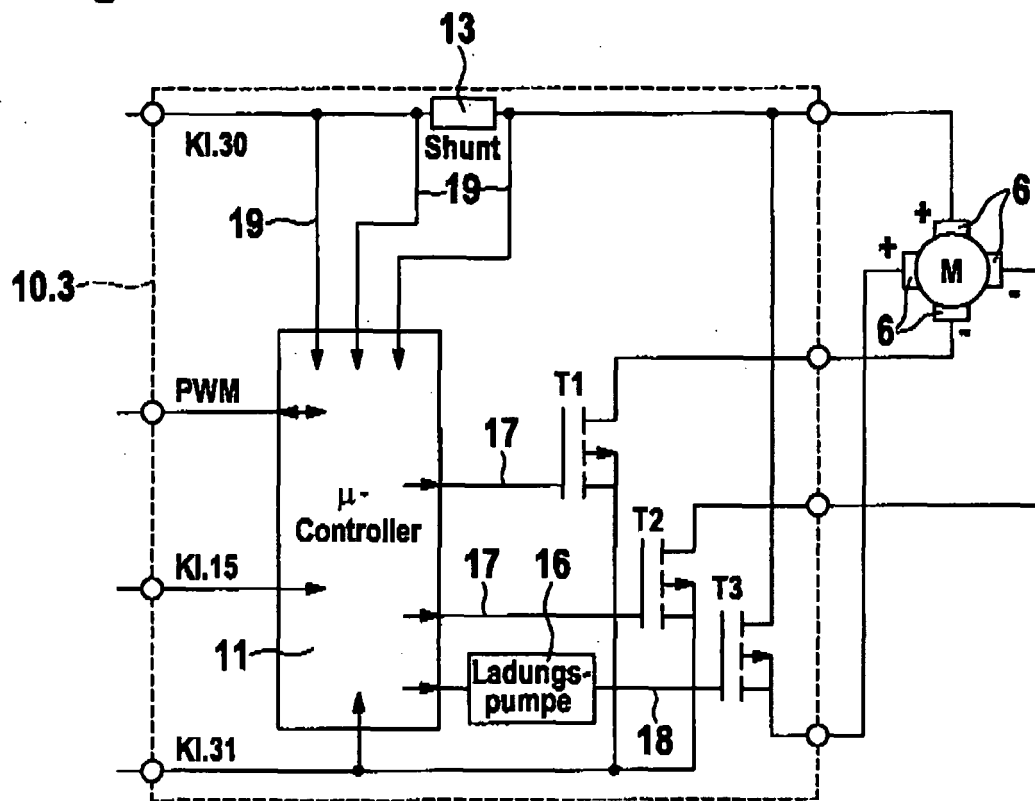 13
Kl.30
Shunt
19
19
6
+
+
M
10.3
-
6
-
PWM
T1
17
μ-
Controller
T2
Kl.15
17
16
T3
11
Ladungs-
pumpe
18
Kl.31